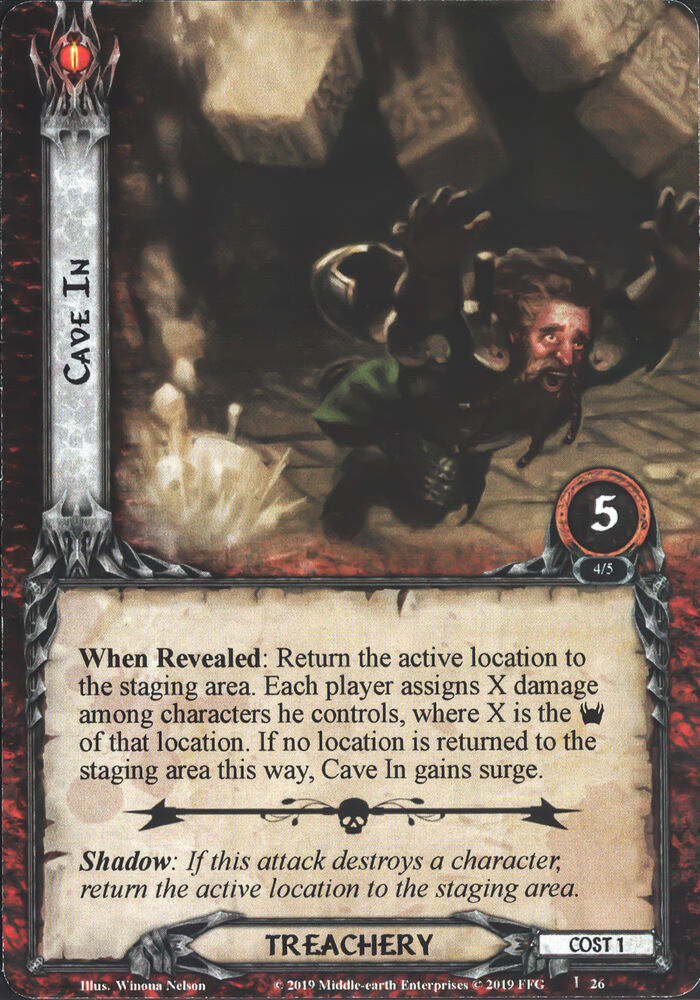 CAVE IN
5
4/5
When Revealed: Return the active location to
the staging area. Each player assigns X damage
among characters he controls, where X is the
of that location. If no location is returned to the
staging area this way, Cave In gains surge.
Shadow: If this attack destroys a character,
return the active location to the staging area.
TREACHERY
COST 1
Illus. Winona Nelson
© 2019 Middle-earth Enterprises © 2019 FFG
26